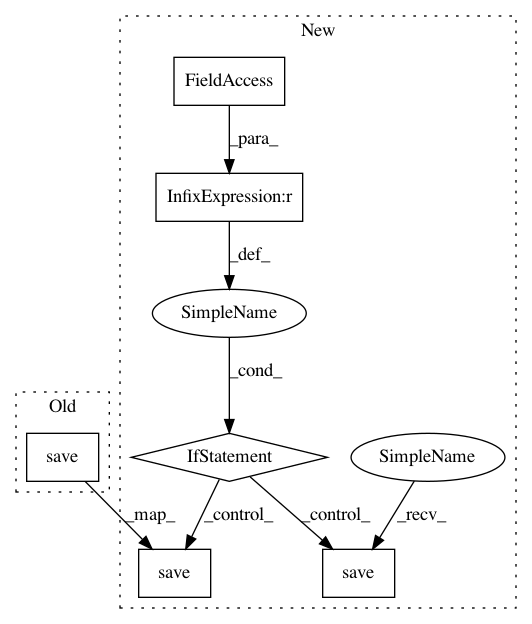 New
FieldAccess
_para_
InfixExpression:r
_def_
SimpleName
_cond_
Old
save
IfStatement
SimpleName
_map_
_control_
_control_
_recv_
save
save